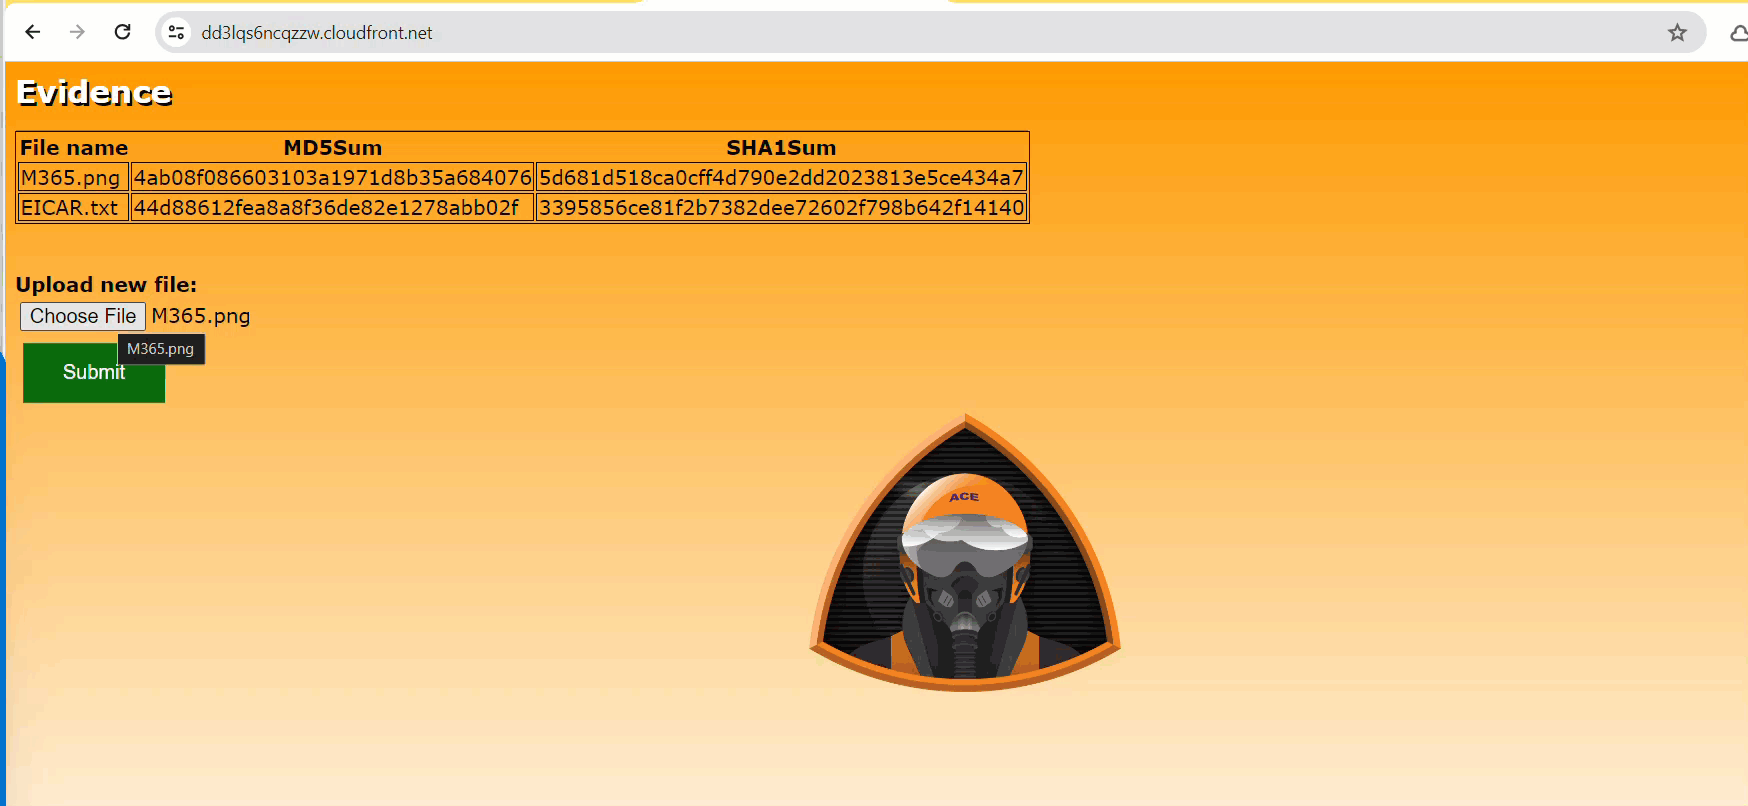 dd3lqs6ncqzzw.cloudfront.net
Evidence
File name MD5Sum SHA1Sum
M365.png 4ab08f086603103a1971d8b35a684076 5d681d518ca0cff4d790e2dd2023813e5ce434a7
EICAR.txt 44d88612fea8a8f36de82e1278abb02f 3395856ce81f2b7382dee72602f798b642f14140
Upload new file:
Choose File M365.png
M365.png
Submit
ACE